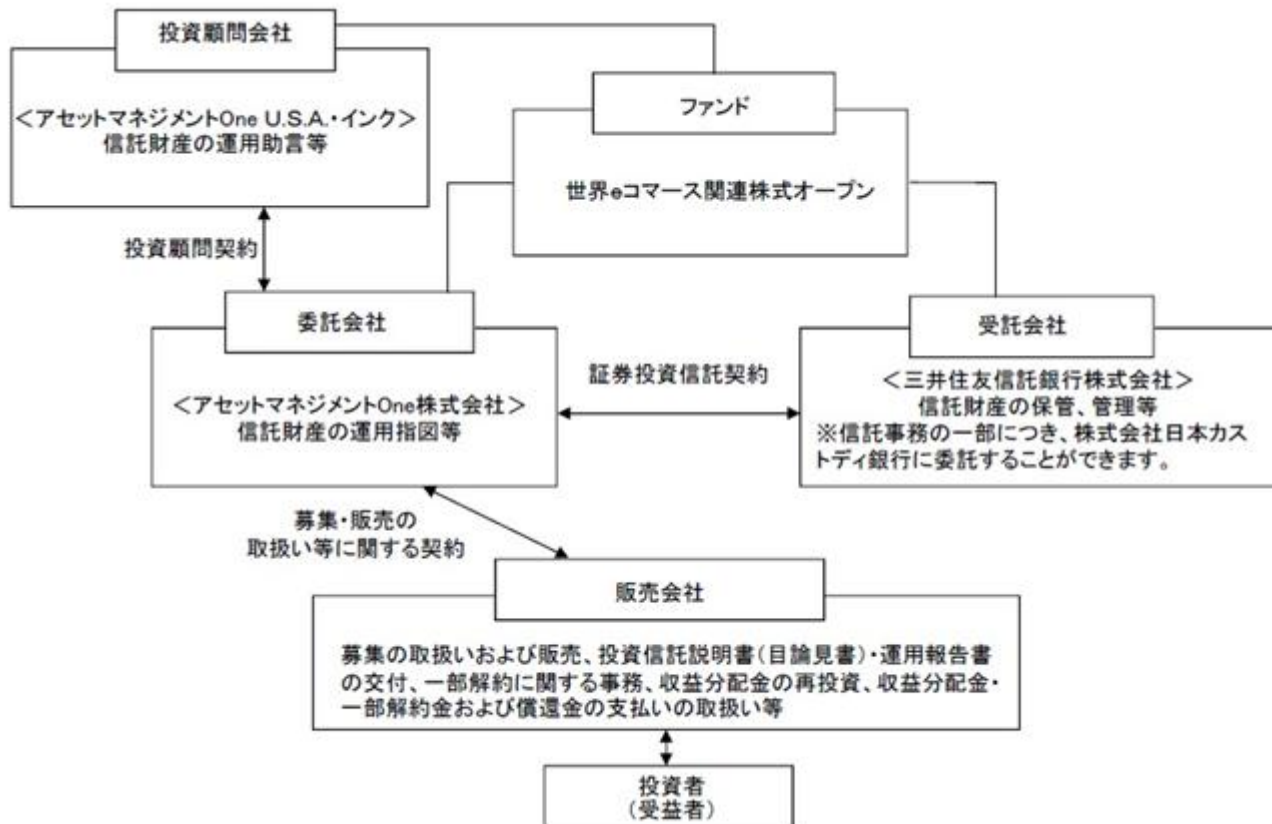 投資顧問会社
<アセットマネジメントOne U.S.A.・インク>
信託財産の運用助言等
ファンド
世界eコマース関連株式オープン
投資顧問契約
委託会社
<アセットマネジメントOne株式会社>
信託財産の運用指図等
証券投資信託契約
受託会社
<三井住友信託銀行株式会社>
信託財産の保管、管理等
※信託事務の一部につき、株式会社日本カス
トディ銀行に委託することができます。
募集・販売の
取扱い等に関する契約
販売会社
募集の取扱いおよび販売、投資信託説明書(目論見書)・運用報告書
の交付、一部解約に関する事務、収益分配金の再投資、収益分配金・
一部解約金および償還金の支払いの取扱い等
投資者
(受益者)